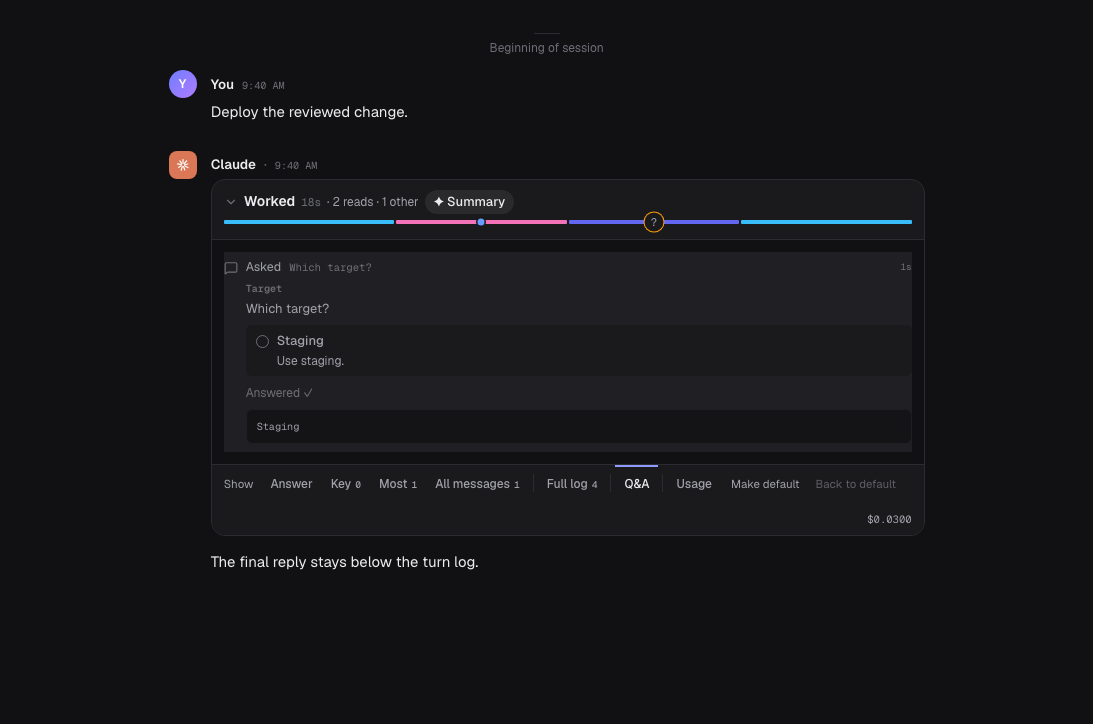 Beginning of session
Y You 9:40 AM
Deploy the reviewed change.
Claude · 9:40 AM
Worked 18s · 2 reads · 1 other ✦ Summary
?
Asked Which target? 1s
Target
Which target?
Staging
Use staging.
Answered ✓
Staging
Show Answer Key 0 Most 1 All messages 1 Full log 4 Q&A Usage Make default Back to default
$0.0300
The final reply stays below the turn log.